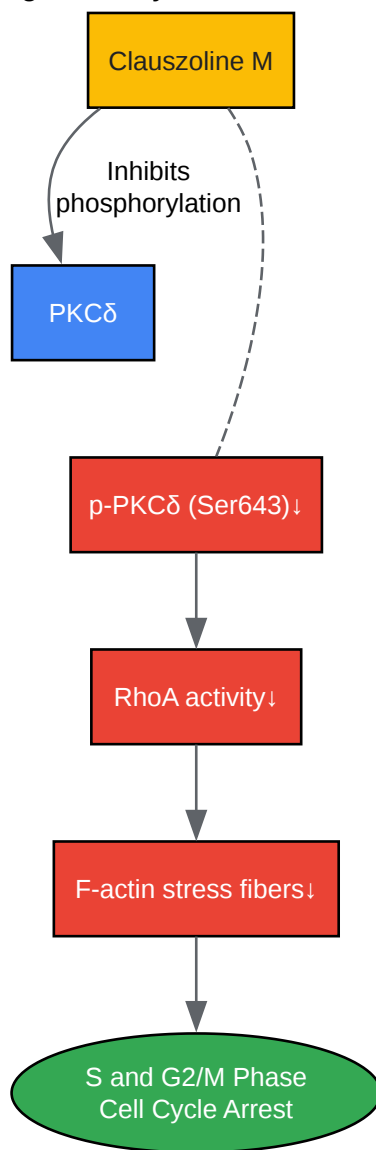 Clauszoline M
Inhibits
phosphorylation
PKCδ
p-PKCδ (Ser643)↓
RhoA activity↓
F-actin stress fibers↓
S and G2/M Phase
Cell Cycle Arrest